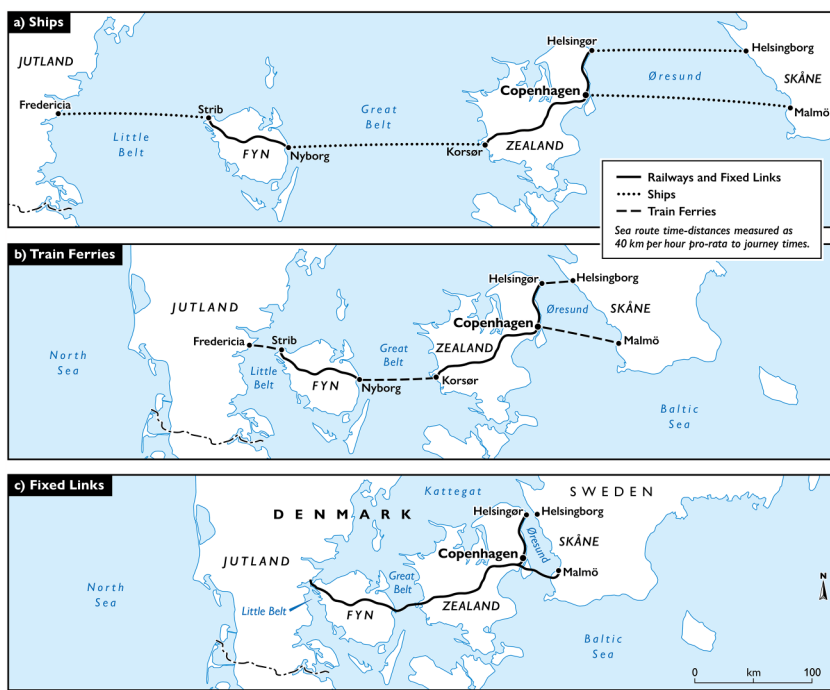 a) Ships
JUTLAND
Fredericia
Little
Belt
Strib
FYN
Nyborg
Great
Belt
Korsør
ZEALAND
Copenhagen
Helsingør
Øresund
Helsingborg
SKÅNE
Malmö
Railways and Fixed Links
Ships
Train Ferries
Sea route time-distances measured as
40 km per hour pro-rata to journey times.
b) Train Ferries
North
Sea
JUTLAND
Fredericia
Strib
Little
Belt
FYN
Nyborg
Great
Belt
Korsør
ZEALAND
Copenhagen
Helsingør
Helsingborg
Øresund
SKÅNE
Malmö
Baltic
Sea
c) Fixed Links
North
Sea
DENMARK
JUTLAND
Little Belt
FYN
Great
Belt
ZEALAND
Kattegat
Copenhagen
Helsingør
Helsingborg
Øresund
SWEDEN
SKÅNE
Malmö
Baltic
Sea
N
0 km 100